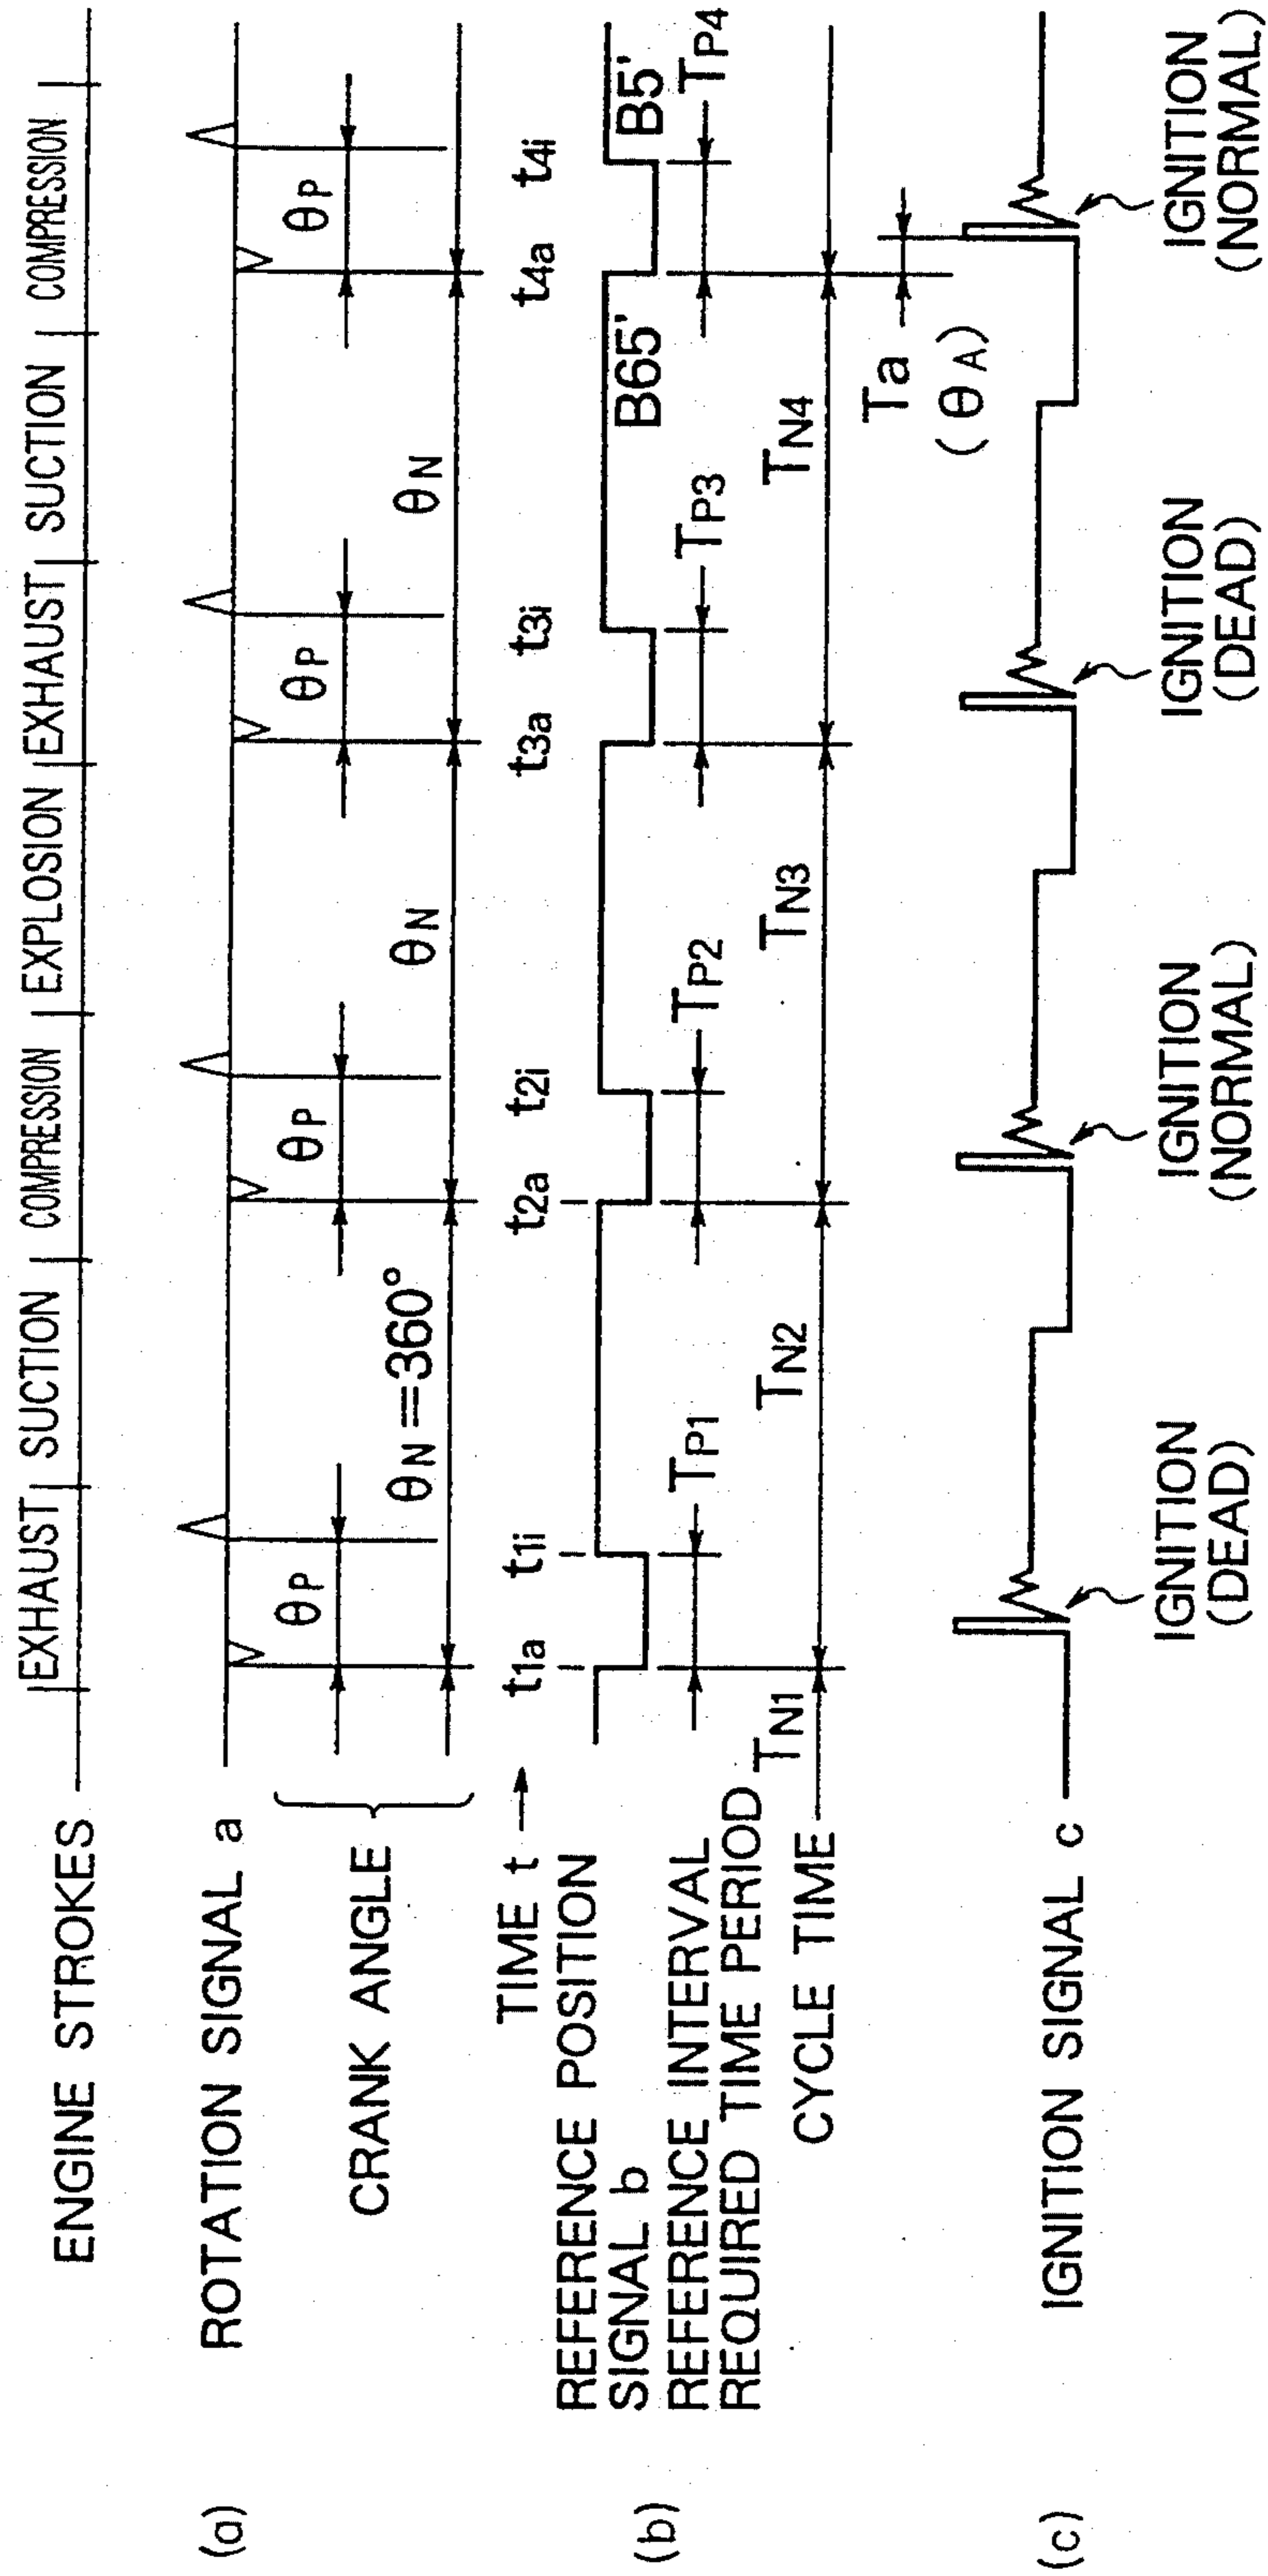 ENGINE STROKES
EXHAUST SUCTION COMPRESSION EXPLOSION EXHAUST SUCTION COMPRESSION
(a) ROTATION SIGNAL a
CRANK ANGLE
θP θP θP θP
θN=360° θN θN
TIME t t1a t1i t2a t2i t3a t3i t4a t4i
(b) REFERENCE POSITION
SIGNAL b
B65' B5'
REFERENCE INTERVAL
REQUIRED TIME PERIOD
TP1 TP2 TP3 TP4
CYCLE TIME
TN1 TN2 TN3 TN4
Ta
(θA)
(c) IGNITION SIGNAL c
IGNITION
(DEAD)
IGNITION
(NORMAL)
IGNITION
(DEAD)
IGNITION
(NORMAL)